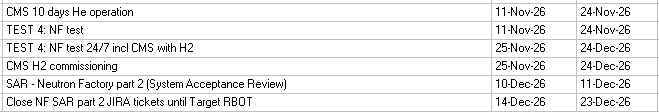 CMS 10 days He operation 11-Nov-26 24-Nov-26
TEST 4: NF test 11-Nov-26 24-Nov-26
TEST 4: NF test 24/7 incl CMS with H2 25-Nov-26 24-Dec-26
CMS H2 commissioning 25-Nov-26 24-Dec-26
SAR - Neutron Factory part 2 (System Acceptance Review) 10-Dec-26 11-Dec-26
Close NF SAR part 2 JIRA tickets until Target RBOT 14-Dec-26 23-Dec-26